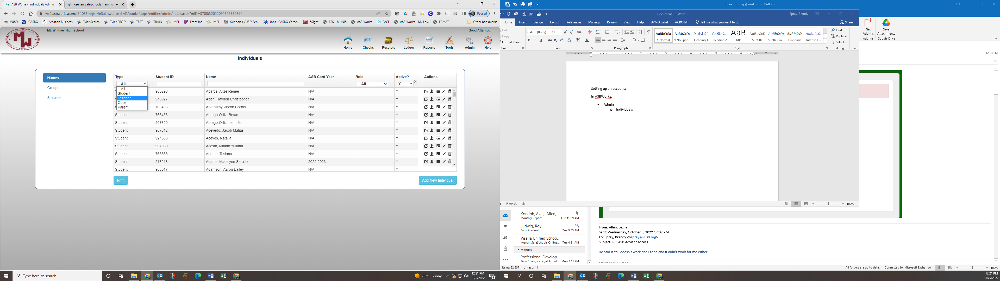 ASB Works - Individuals Admin
Keenan SafeSchools Training
Inbox - bspray@vusd.org - Outlook
ws0.asbworks.com/(S(t055mhjr14n3aknwetrpxzhv))/books/apps/entitiesAdmin/index.aspx?mID=3700&20220915095806#/
Paused
Document1 - Word
Spray, Brandy
VUSD
CASBO
Amazon Business
Tyler Search
Tyler PROD
TEST
TRAIN
IMPL
Frontline
IMPL
Support : VUSD Ser...
Jobs | CASBO Caree...
5Sight
ESS - MUNIS
ASB Works
PACE
ASB Works - My Lo...
FCMAT
Other bookmarks
Home Insert Design Layout References Mailings Review View Help DYMO Label ACROBAT Tell me what you want to do Share
Cut
Copy
Format Painter
Calibri (Body) 11
AaBbCcDc AaBbCcDc AaBbCc AaBbCcC AaB AaBbCcC AaBbCcDc AaBbCcDc AaBbCcDc
¶ Normal ¶ No Spac... Heading 1 Heading 2 Title Subtitle Subtle Em... Emphasis Intense E...
Find
Replace
Select
Font Paragraph Styles Editing
Get Add-ins
Add-ins
Save Attachments
Google Drive
12:03 PM
PIONEER
MW
PRIDE
Mt. Whitney High School
Good Afternoon,
Home Checks Receipts Ledger Reports Tools Admin Help
Individuals
Names
Groups
Statuses
Type Student ID Name ASB Card Year Role Active? Actions
-- All -- -- All -- Y
-- All --
Student
Teacher
Other
Parent
905296 Abarca, Alize Renee N/A Y
948927 Aberl, Hayden Christopher N/A Y
763496 Abernathy, Jacob Corbin N/A Y
Student 763436 Abrego-Ortiz, Bryan N/A Y
Student 907650 Abrego-Ortiz, Jennifer N/A Y
Student 907612 Acevedo, Jacob Matias N/A Y
Student 924863 Aceves, Natalia N/A Y
Student 907030 Acosta, Miriam Yuliana N/A Y
Student 763668 Adame, Tasiana N/A Y
Student 916518 Adams, Madelynn SaraJo 2022-2023 Y
Student 908017 Adamson, Aaron Bailey N/A Y
Print
Add New Individual
Setting up an account:
In ASBWorks:
• Admin
o Individuals
9 words
100%
Kondoh, Axel; Allen, ...
Monthly Report Tue 11:09 AM
Ludwig, Roy
Bank Account Tue 9:35 AM
Visalia Unified Schoo...
Keenan SafeSchools Online... Tue 4:21 AM
Monday
Professional Develop...
Time Change - Legal Aspect... Mon 3:11 PM
From: Allen, Lezlie
Sent: Wednesday, October 5, 2022 12:02 PM
To: Spray, Brandy <bspray@vusd.org>
Subject: RE: ASB Advisor Access
He said it still doesn't work and I tried and it didn't work for me either.
Items: 32,857 Unread: 11
All folders are up to date. Connected to: Microsoft Exchange 100%
Type here to search
85°F Sunny
12:21 PM
10/5/2022
22
12:21 PM
10/5/2022